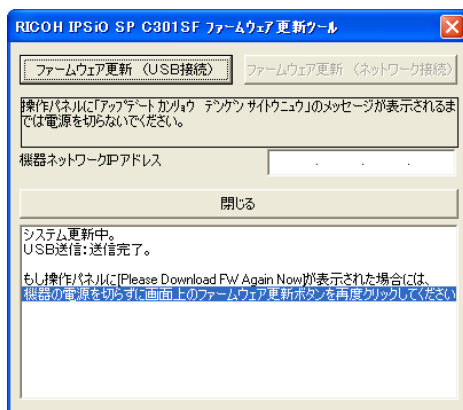 RICOH IPSiO SP C301SF ファームウェア更新ツール
ファームウェア更新（USB接続）
ファームウェア更新（ネットワーク接続）
操作パネルに「アップデート カンリョウ デンゲン サイトウニュウ」のメッセージが表示されるま
では電源を切らないでください。
機器ネットワークIPアドレス
. . .
閉じる
システム更新中。
USB送信:送信完了。
もし操作パネルに[Please Download FW Again Now]が表示された場合には、
機器の電源を切らずに画面上のファームウェア更新ボタンを再度クリックしてください